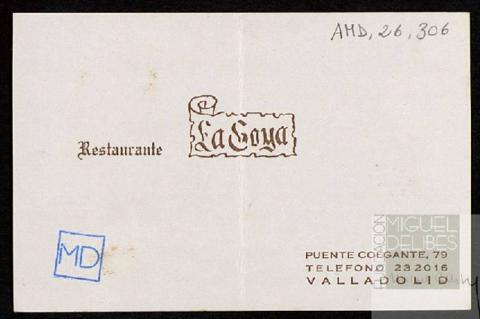 AMD, 26, 306
Restaurante La Goya
MD
FUNDACIÓN
MIGUEL
DELIBES
PUENTE COLGANTE, 79
TELEFONO 232016
VALLADOLID